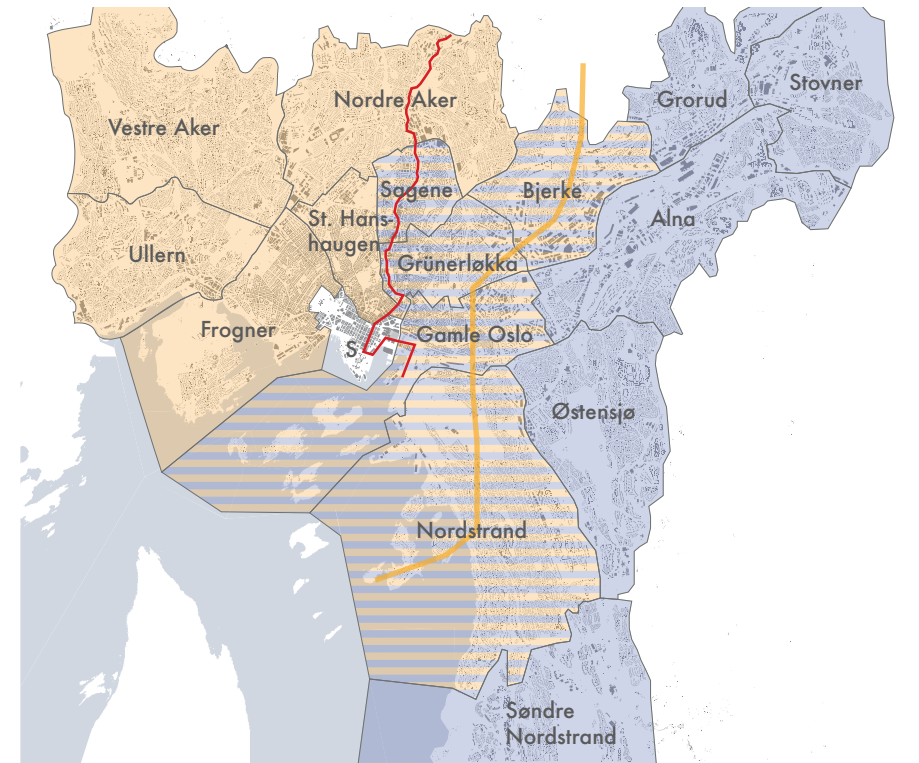 Stovner
Nordre Aker
Grorud
Vestre Aker
Sagene
Bjerke
St. Hans-
haugen
Alna
Ullern
Grünerløkka
Frogner
Gamle Oslo
S
Østensjø
Nordstrand
Søndre
Nordstrand